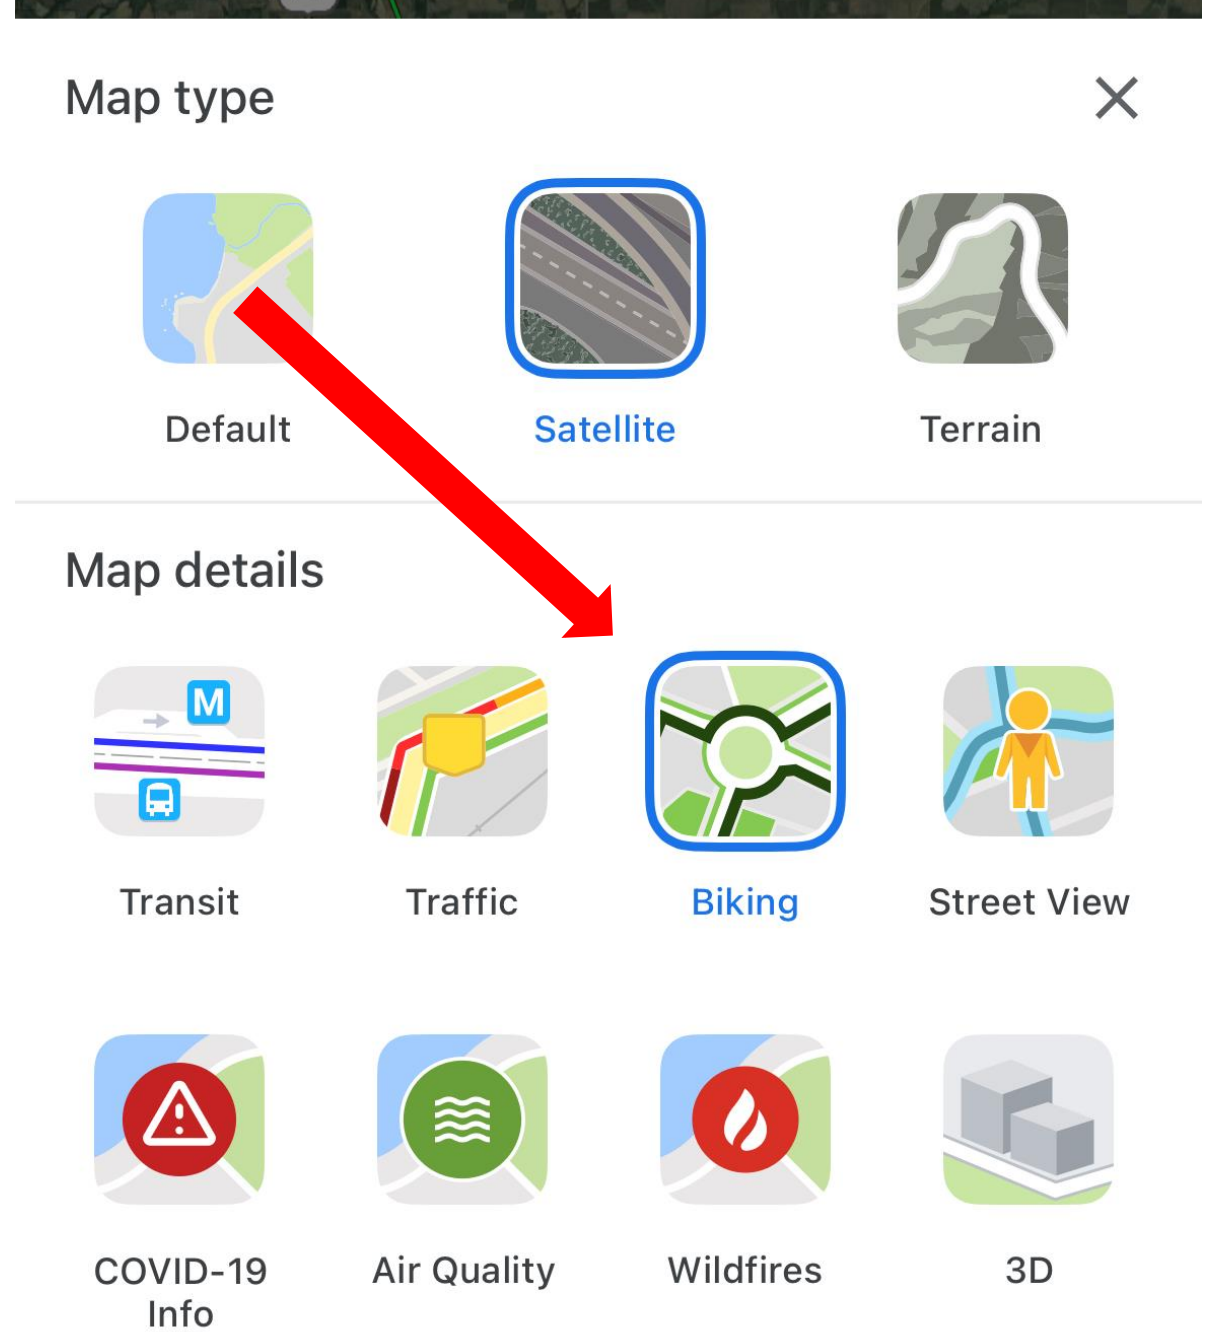 Map type
Default
Satellite
Terrain
Map details
M
Transit
Traffic
Biking
Street View
COVID-19
Info
Air Quality
Wildfires
3D